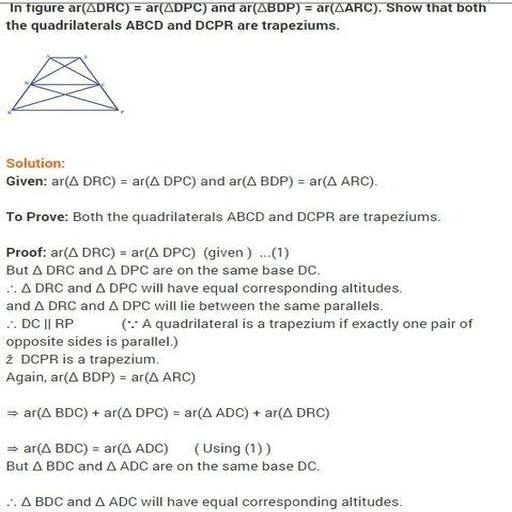 In figure ar(ΔDRC) = ar(ΔDPC) and ar(ΔBDP) = ar(ΔARC). Show that both
the quadrilaterals ABCD and DCPR are trapeziums.
Solution:
Given: ar(Δ DRC) = ar(Δ DPC) and ar(Δ BDP) = ar(Δ ARC).
To Prove: Both the quadrilaterals ABCD and DCPR are trapeziums.
Proof: ar(Δ DRC) = ar(Δ DPC) (given ) ...(1)
But Δ DRC and Δ DPC are on the same base DC.
∴ Δ DRC and Δ DPC will have equal corresponding altitudes.
and Δ DRC and Δ DPC will lie between the same parallels.
∴ DC || RP (∵ A quadrilateral is a trapezium if exactly one pair of
opposite sides is parallel.)
ž DCPR is a trapezium.
Again, ar(Δ BDP) = ar(Δ ARC)
⇒ ar(Δ BDC) + ar(Δ DPC) = ar(Δ ADC) + ar(Δ DRC)
⇒ ar(Δ BDC) = ar(Δ ADC) ( Using (1) )
But Δ BDC and Δ ADC are on the same base DC.
∴ Δ BDC and Δ ADC will have equal corresponding altitudes.